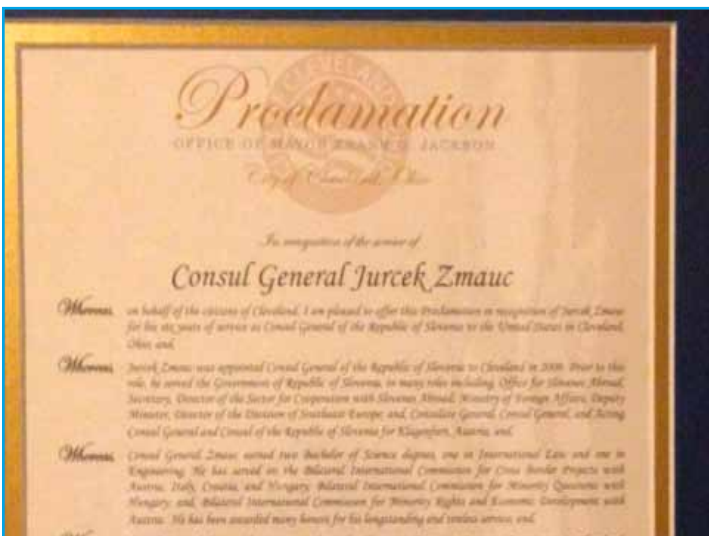 CLEVELAND
Proclamation
OFFICE OF MAYOR FRANK G. JACKSON
City of Cleveland, Ohio
In recognition of the service of
Consul General Jurcek Zmauc
Whereas, on behalf of the citizens of Cleveland, I am pleased to offer this Proclamation in recognition of Jurcek Zmauc
for his six years of service as Consul General of the Republic of Slovenia to the United States in Cleveland,
Ohio; and,
Whereas, Jurcek Zmauc was appointed Consul General of the Republic of Slovenia to Cleveland in 2009. Prior to this
role, he served the Government of Republic of Slovenia, in many roles including, Office for Slovenes Abroad,
Secretary, Director of the Sector for Cooperation with Slovenes Abroad; Ministry of Foreign Affairs, Deputy
Minister, Director of the Division of Southeast Europe; and, Consulate General, Consul General, and Acting
Consul General and Consul of the Republic of Slovenia for Klagenfurt, Austria; and,
Whereas, Consul General Zmauc earned two Bachelor of Science degrees, one in International Law and one in
Engineering. He has served on the Bilateral International Commission for Cross Border Projects with
Austria, Italy, Croatia, and Hungary; Bilateral International Commission for Minority Questions with
Hungary; and, Bilateral International Commission for Minority Rights and Economic Development with
Austria. He has been awarded many honors for his longstanding and tireless service; and,